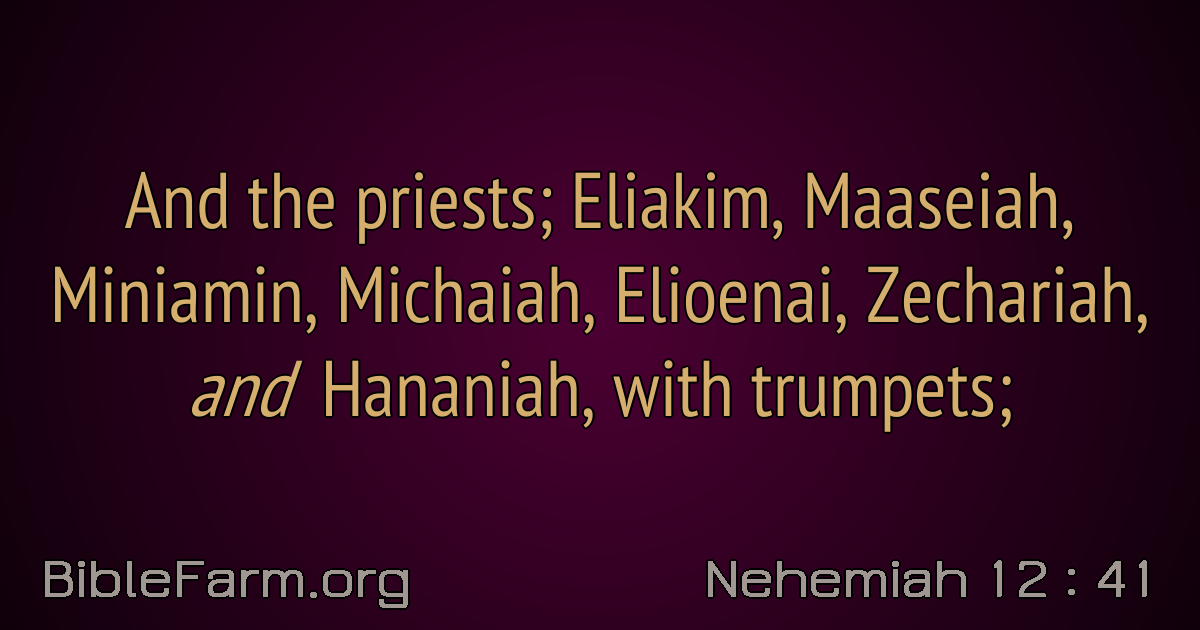 And the priests; Eliakim, Maaseiah,
Miniamin, Michaiah, Elioenai, Zechariah,
and Hananiah, with trumpets;
BibleFarm.org
Nehemiah 12 : 41